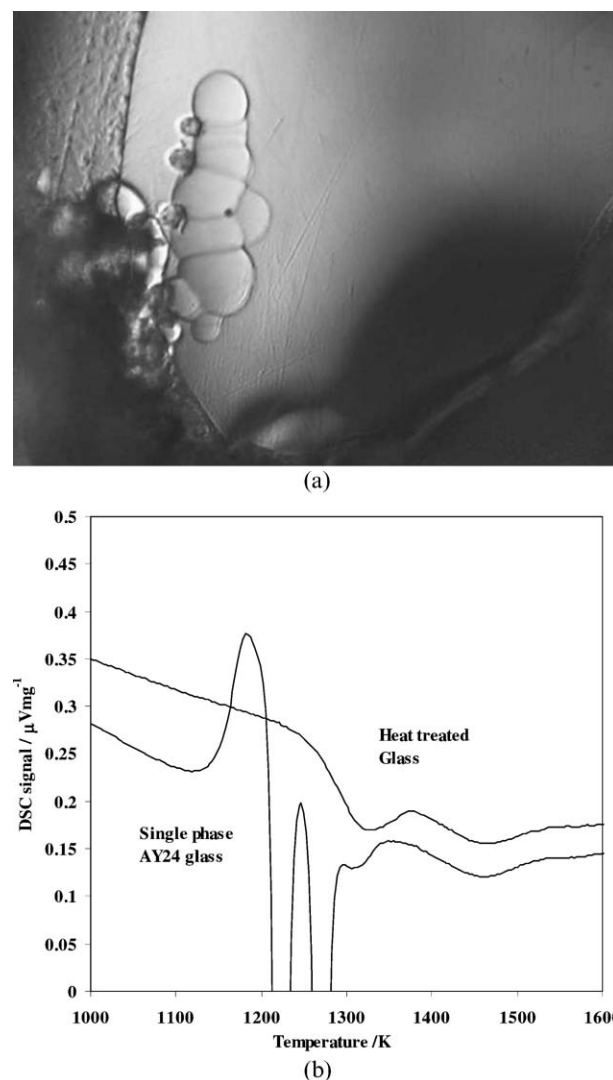 (a)
0.5
0.45
0.4
0.35
0.3
0.25
0.2
0.15
0.1
0.05
0
DSC signal / μVmg⁻¹
Heat treated
Glass
Single phase
AY24 glass
1000 1100 1200 1300 1400 1500 160
Temperature /K
(b)